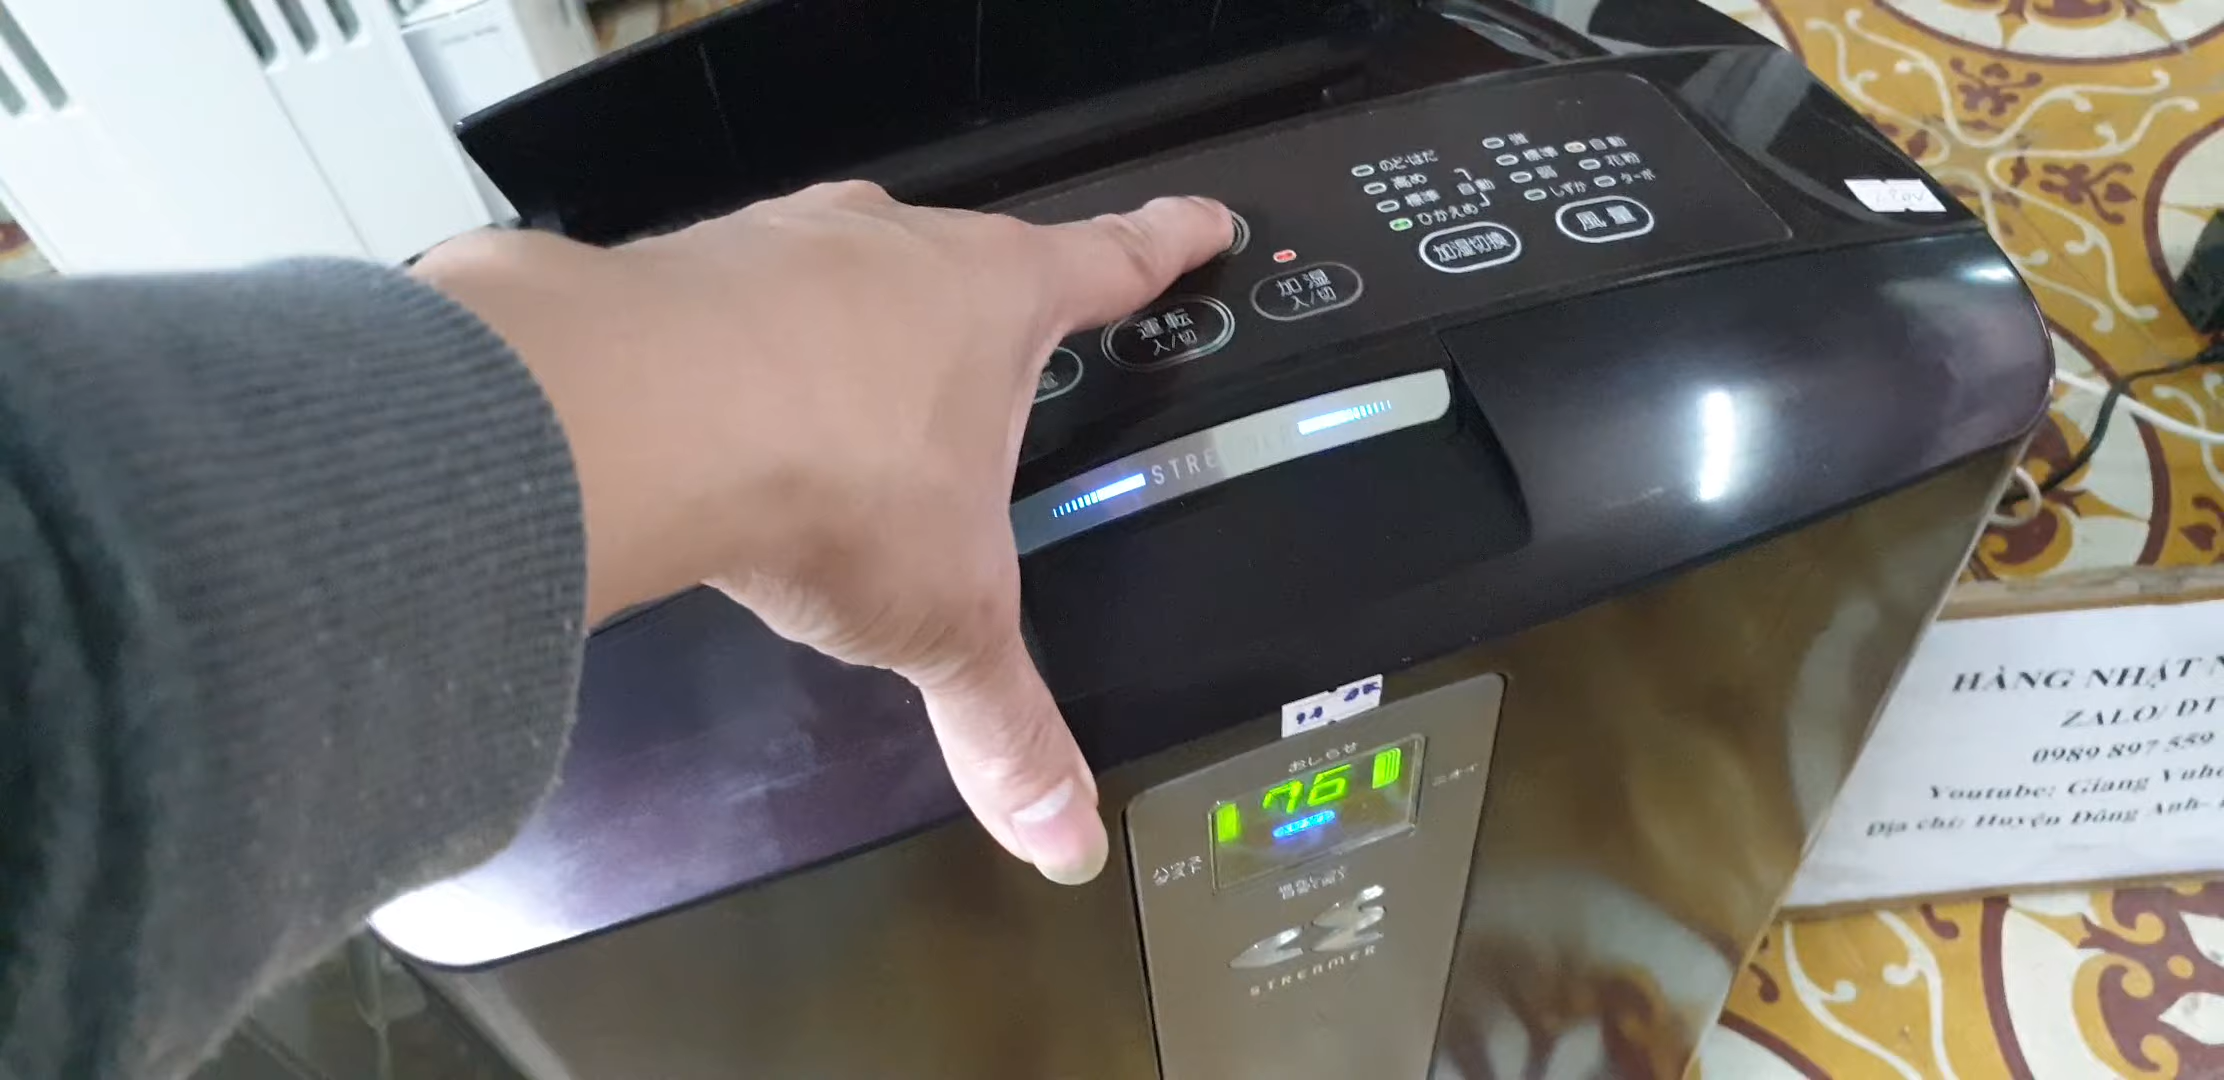 のど・はだ
高め
標準
ひかえめ
自動
強
標準
弱
しずか
自動
花粉
ターボ
加湿切換
風量
加湿
入/切
運転
入/切
STRE
おしらせ
76
ニオイ
STREAMER
HÀNG NHẬT
ZALO/ ĐT
0989 897 559
Youtube: Giang Vuh
Địa chỉ: Huyện Đông Anh-